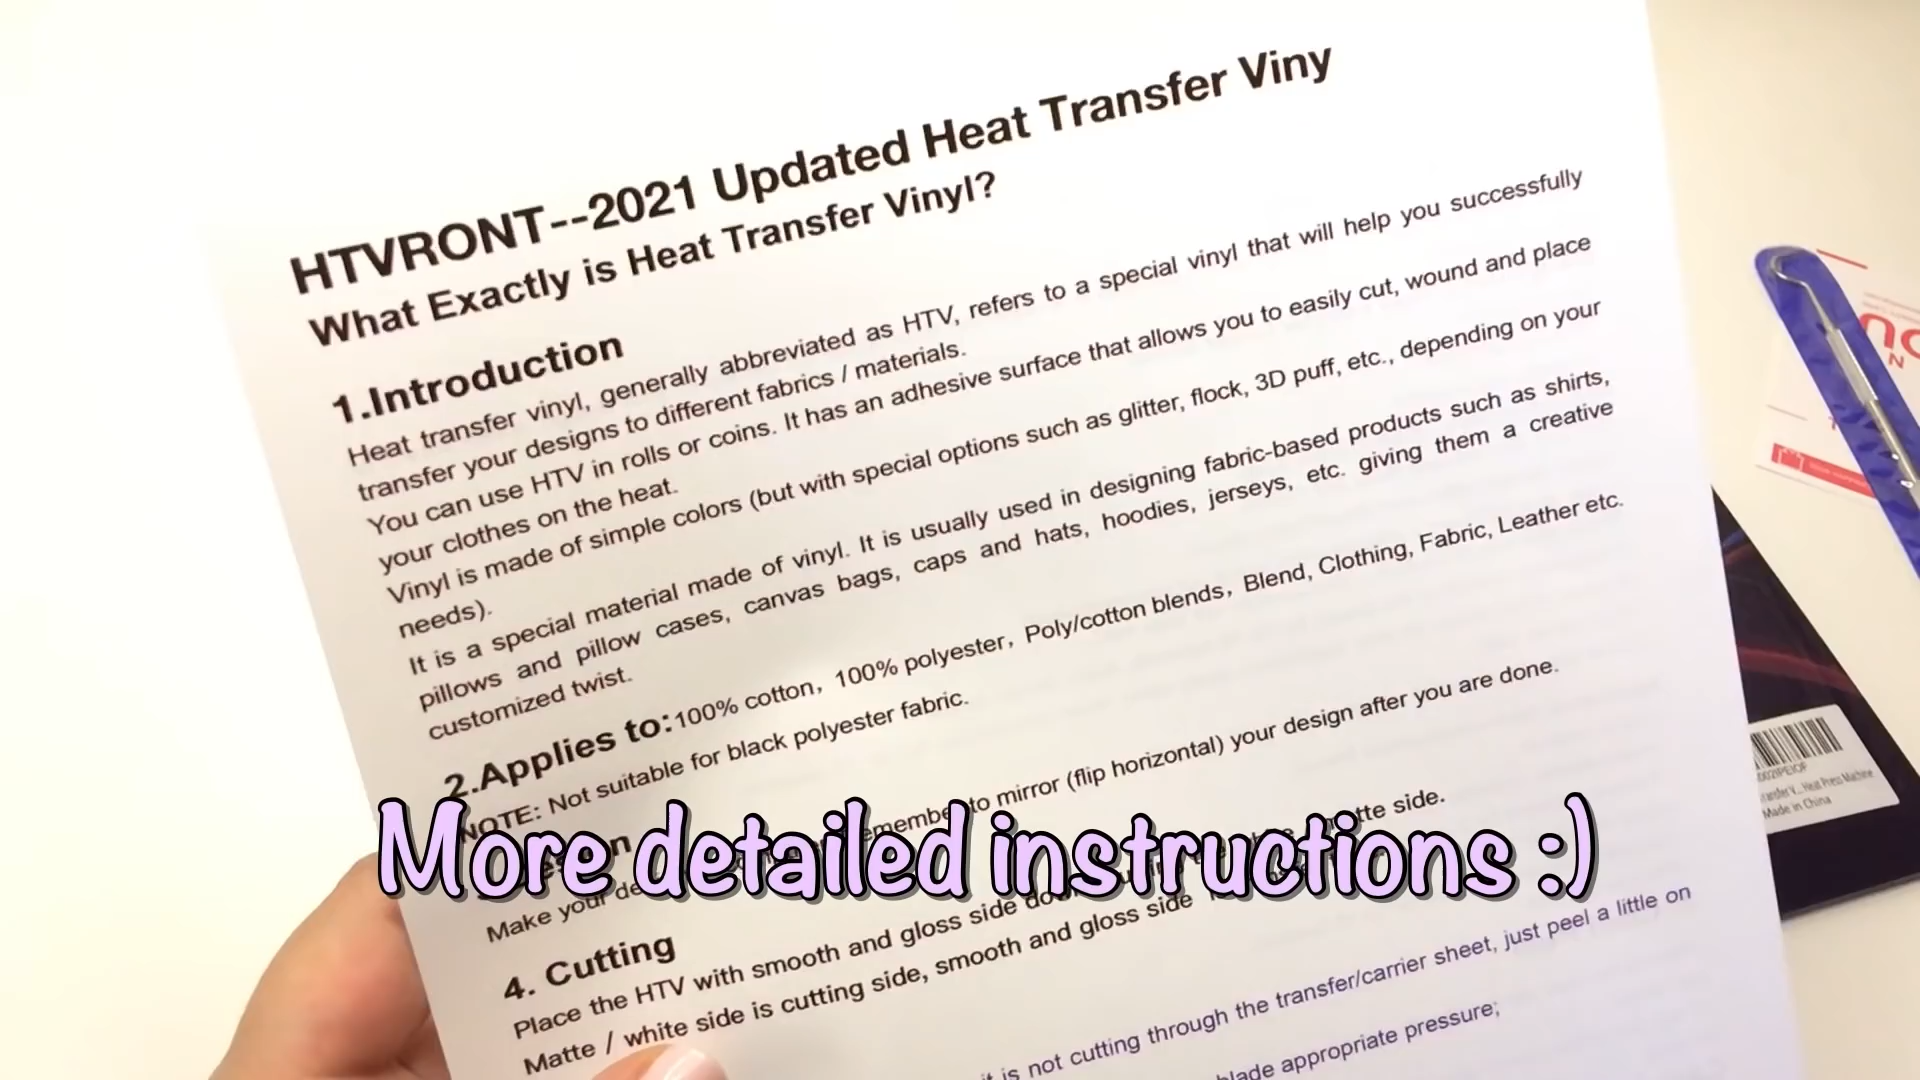 HTVRONT--2021 Updated Heat Transfer Viny
What Exactly is Heat Transfer Vinyl?
1.Introduction
Heat transfer vinyl, generally abbreviated as HTV, refers to a special vinyl that will help you successfully
transfer your designs to different fabrics / materials.
You can use HTV in rolls or coins. It has an adhesive surface that allows you to easily cut, wound and place
your clothes on the heat.
Vinyl is made of simple colors (but with special options such as glitter, flock, 3D puff, etc., depending on your
needs).
It is a special material made of vinyl. It is usually used in designing fabric-based products such as shirts,
pillows and pillow cases, canvas bags, caps and hats, hoodies, jerseys, etc. giving them a creative
customized twist.
2.Applies to:100% cotton, 100% polyester, Poly/cotton blends, Blend, Clothing, Fabric, Leather etc.
NOTE: Not suitable for black polyester fabric.
Make your
to mirror (flip horizontal) your design after you are done.
More detailed instructions :)
4. Cutting
Place the HTV with smooth and gloss side
side.
Matte / white side is cutting side, smooth and gloss side
is not cutting through the transfer/carrier sheet, just peel a little on
blade appropriate pressure;
Heat Press Machine
Made in China